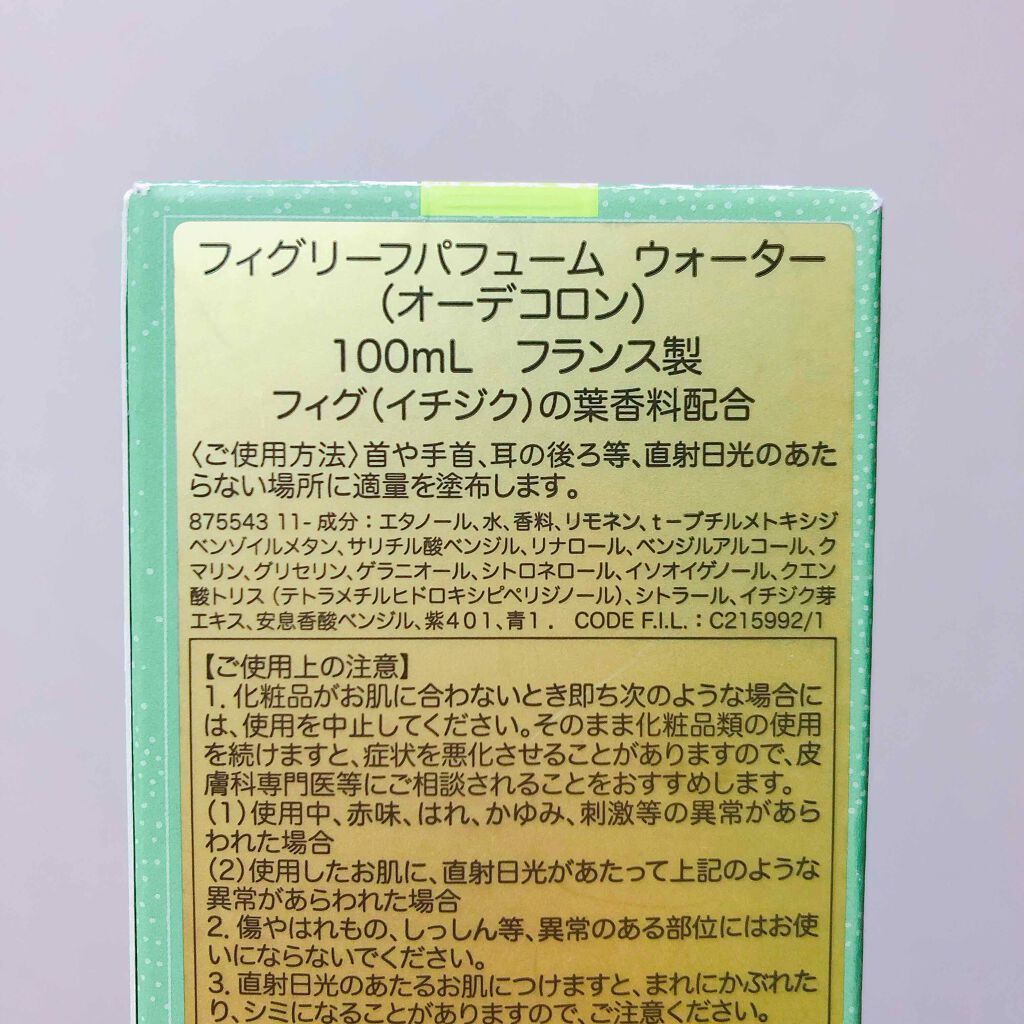 フィグリーフパフューム ウォーター
(オーデコロン)
100mL フランス製
フィグ(イチジク)の葉香料配合
〈ご使用方法〉首や手首、耳の後ろ等、直射日光のあた
らない場所に適量を塗布します。
875543 11- 成分:エタノール、水、香料、リモネン、t-ブチルメトキシジ
ベンゾイルメタン、サリチル酸ベンジル、リナロール、ベンジルアルコール、ク
マリン、グリセリン、ゲラニオール、シトロネロール、イソオイゲノール、クエン
酸トリス(テトラメチルヒドロキシピペリジノール)、シトラール、イチジク芽
エキス、安息香酸ベンジル、紫401、青1. CODE F.I.L.:C215992/1
【ご使用上の注意】
1. 化粧品がお肌に合わないとき即ち次のような場合に
は、使用を中止してください。そのまま化粧品類の使用
を続けますと、症状を悪化させることがありますので、皮
膚科専門医等にご相談されることをおすすめします。
(1)使用中、赤味、はれ、かゆみ、刺激等の異常があら
われた場合
(2)使用したお肌に、直射日光があたって上記のような
異常があらわれた場合
2. 傷やはれもの、しっしん等、異常のある部位にはお使
いにならないでください。
3. 直射日光のあたるお肌につけますと、まれにかぶれた
り、シミになることがありますので、ご注意ください。